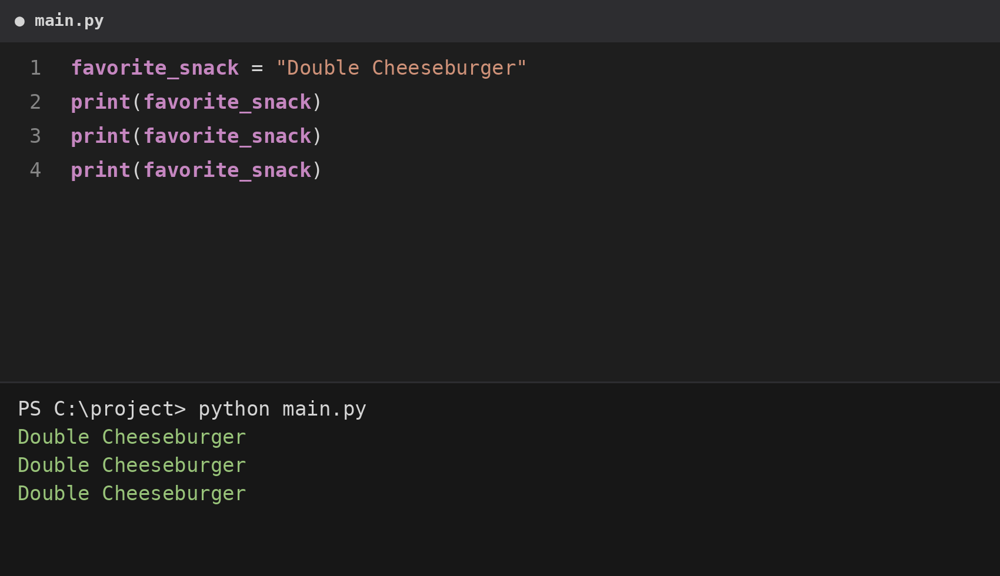 ● main.py
1 favorite_snack = "Double Cheeseburger"
2 print(favorite_snack)
3 print(favorite_snack)
4 print(favorite_snack)
PS C:\project> python main.py
Double Cheeseburger
Double Cheeseburger
Double Cheeseburger